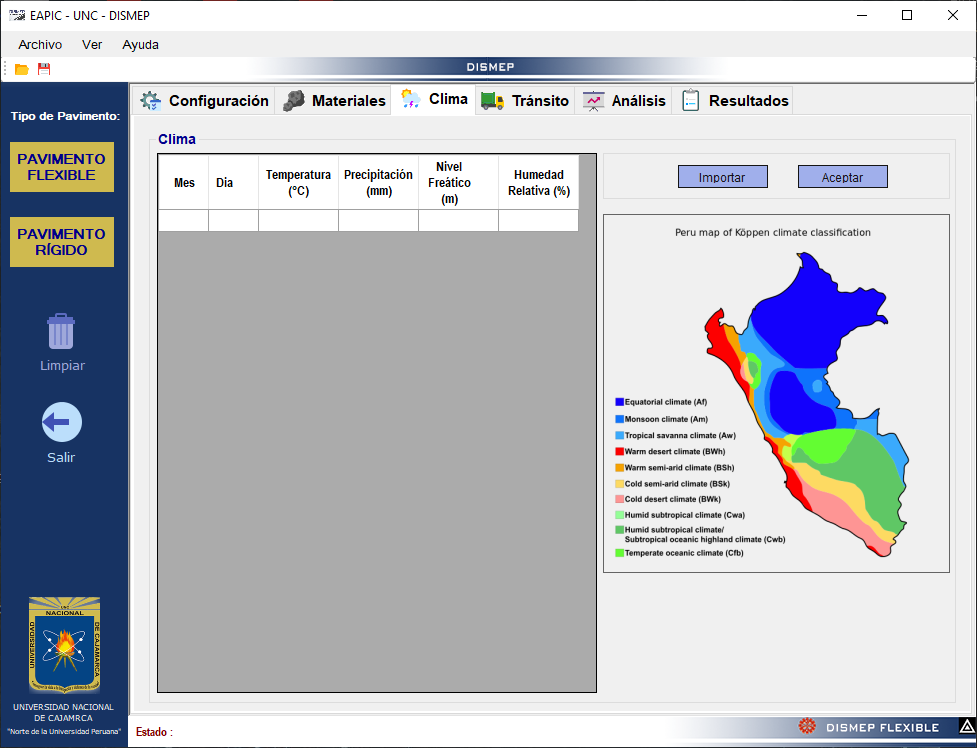 EAPIC - UNC - DISMEP
Archivo Ver Ayuda
DISMEP
Tipo de Pavimento:
PAVIMENTO
FLEXIBLE
PAVIMENTO
RÍGIDO
Limpiar
Salir
UNC
NACIONAL
UNIVERSIDAD
DE CAJAMARCA
UNIVERSIDAD NACIONAL
DE CAJAMRCA
"Norte de la Universidad Peruana"
Configuración Materiales Clima Tránsito Análisis Resultados
Clima
Mes
Dia
Temperatura
(°C)
Precipitación
(mm)
Nivel
Freático
(m)
Humedad
Relativa (%)
Importar Aceptar
Peru map of Köppen climate classification
Equatorial climate (Af)
Monsoon climate (Am)
Tropical savanna climate (Aw)
Warm desert climate (BWh)
Warm semi-arid climate (BSh)
Cold semi-arid climate (BSk)
Cold desert climate (BWk)
Humid subtropical climate (Cwa)
Humid subtropical climate/
Subtropical oceanic highland climate (Cwb)
Temperate oceanic climate (Cfb)
Estado :
DISMEP FLEXIBLE